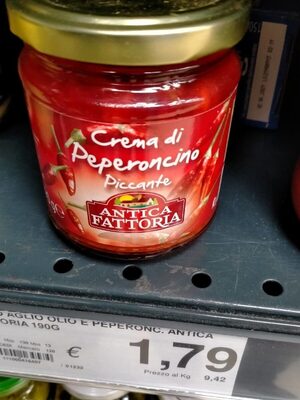 Crema di
Peperoncino
Piccante
ANTICA
FATTORIA
AGLIO OLIO E PEPERONC. ANTICA
ORIA 190G
€
1,79
Prezzo al Kg
9,42